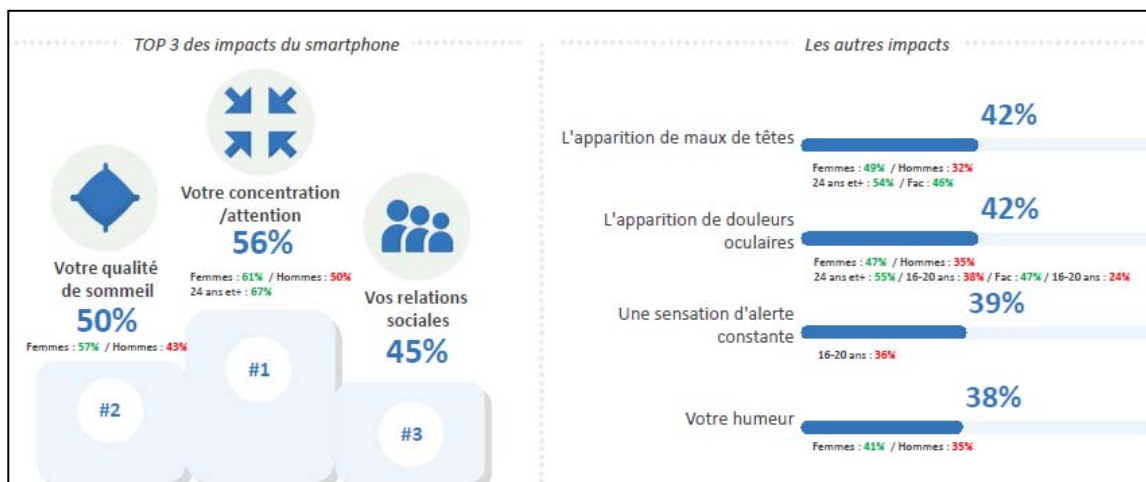 TOP 3 des impacts du smartphone
Votre concentration
/attention
56%
Femmes : 61% / Hommes : 50%
24 ans et+ : 67%
#1
Votre qualité
de sommeil
50%
Femmes : 57% / Hommes : 43%
#2
Vos relations
sociales
45%
#3
Les autres impacts
L'apparition de maux de têtes
42%
Femmes : 49% / Hommes : 32%
24 ans et+ : 54% / Fac : 46%
L'apparition de douleurs
oculaires
42%
Femmes : 47% / Hommes : 35%
24 ans et+ : 55% / 16-20 ans : 38% / Fac : 47% / 16-20 ans : 24%
Une sensation d'alerte
constante
39%
16-20 ans : 36%
Votre humeur
38%
Femmes : 41% / Hommes : 35%